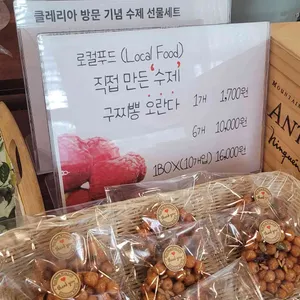 클레리아 방문 기념 수제 선물세트
로컬푸드 (Local Food)
직접 만든 '수제'
구찌뽕 오란다 1개 1,700원
6개 10,000원
1BOX(10개입) 16,000원